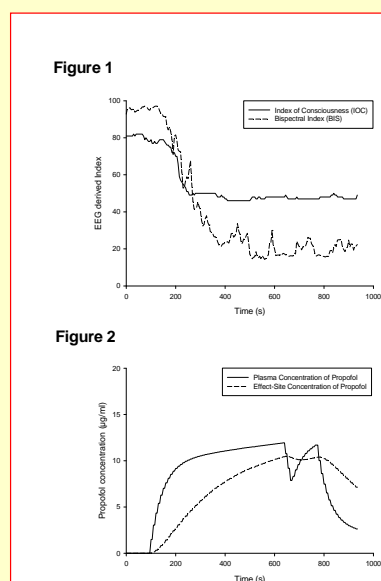 Figure 1
100
80
60
40
20
0
EEG derived Index
Index of Consciousness (IOC)
Bispectral Index (BIS)
0 200 400 600 800 1000
Time (s)
Figure 2
20
15
10
5
0
Propofol concentration (µg/ml)
Plasma Concentration of Propofol
Effect-Site Concentration of Propofol
0 200 400 600 800 1000
Time (s)